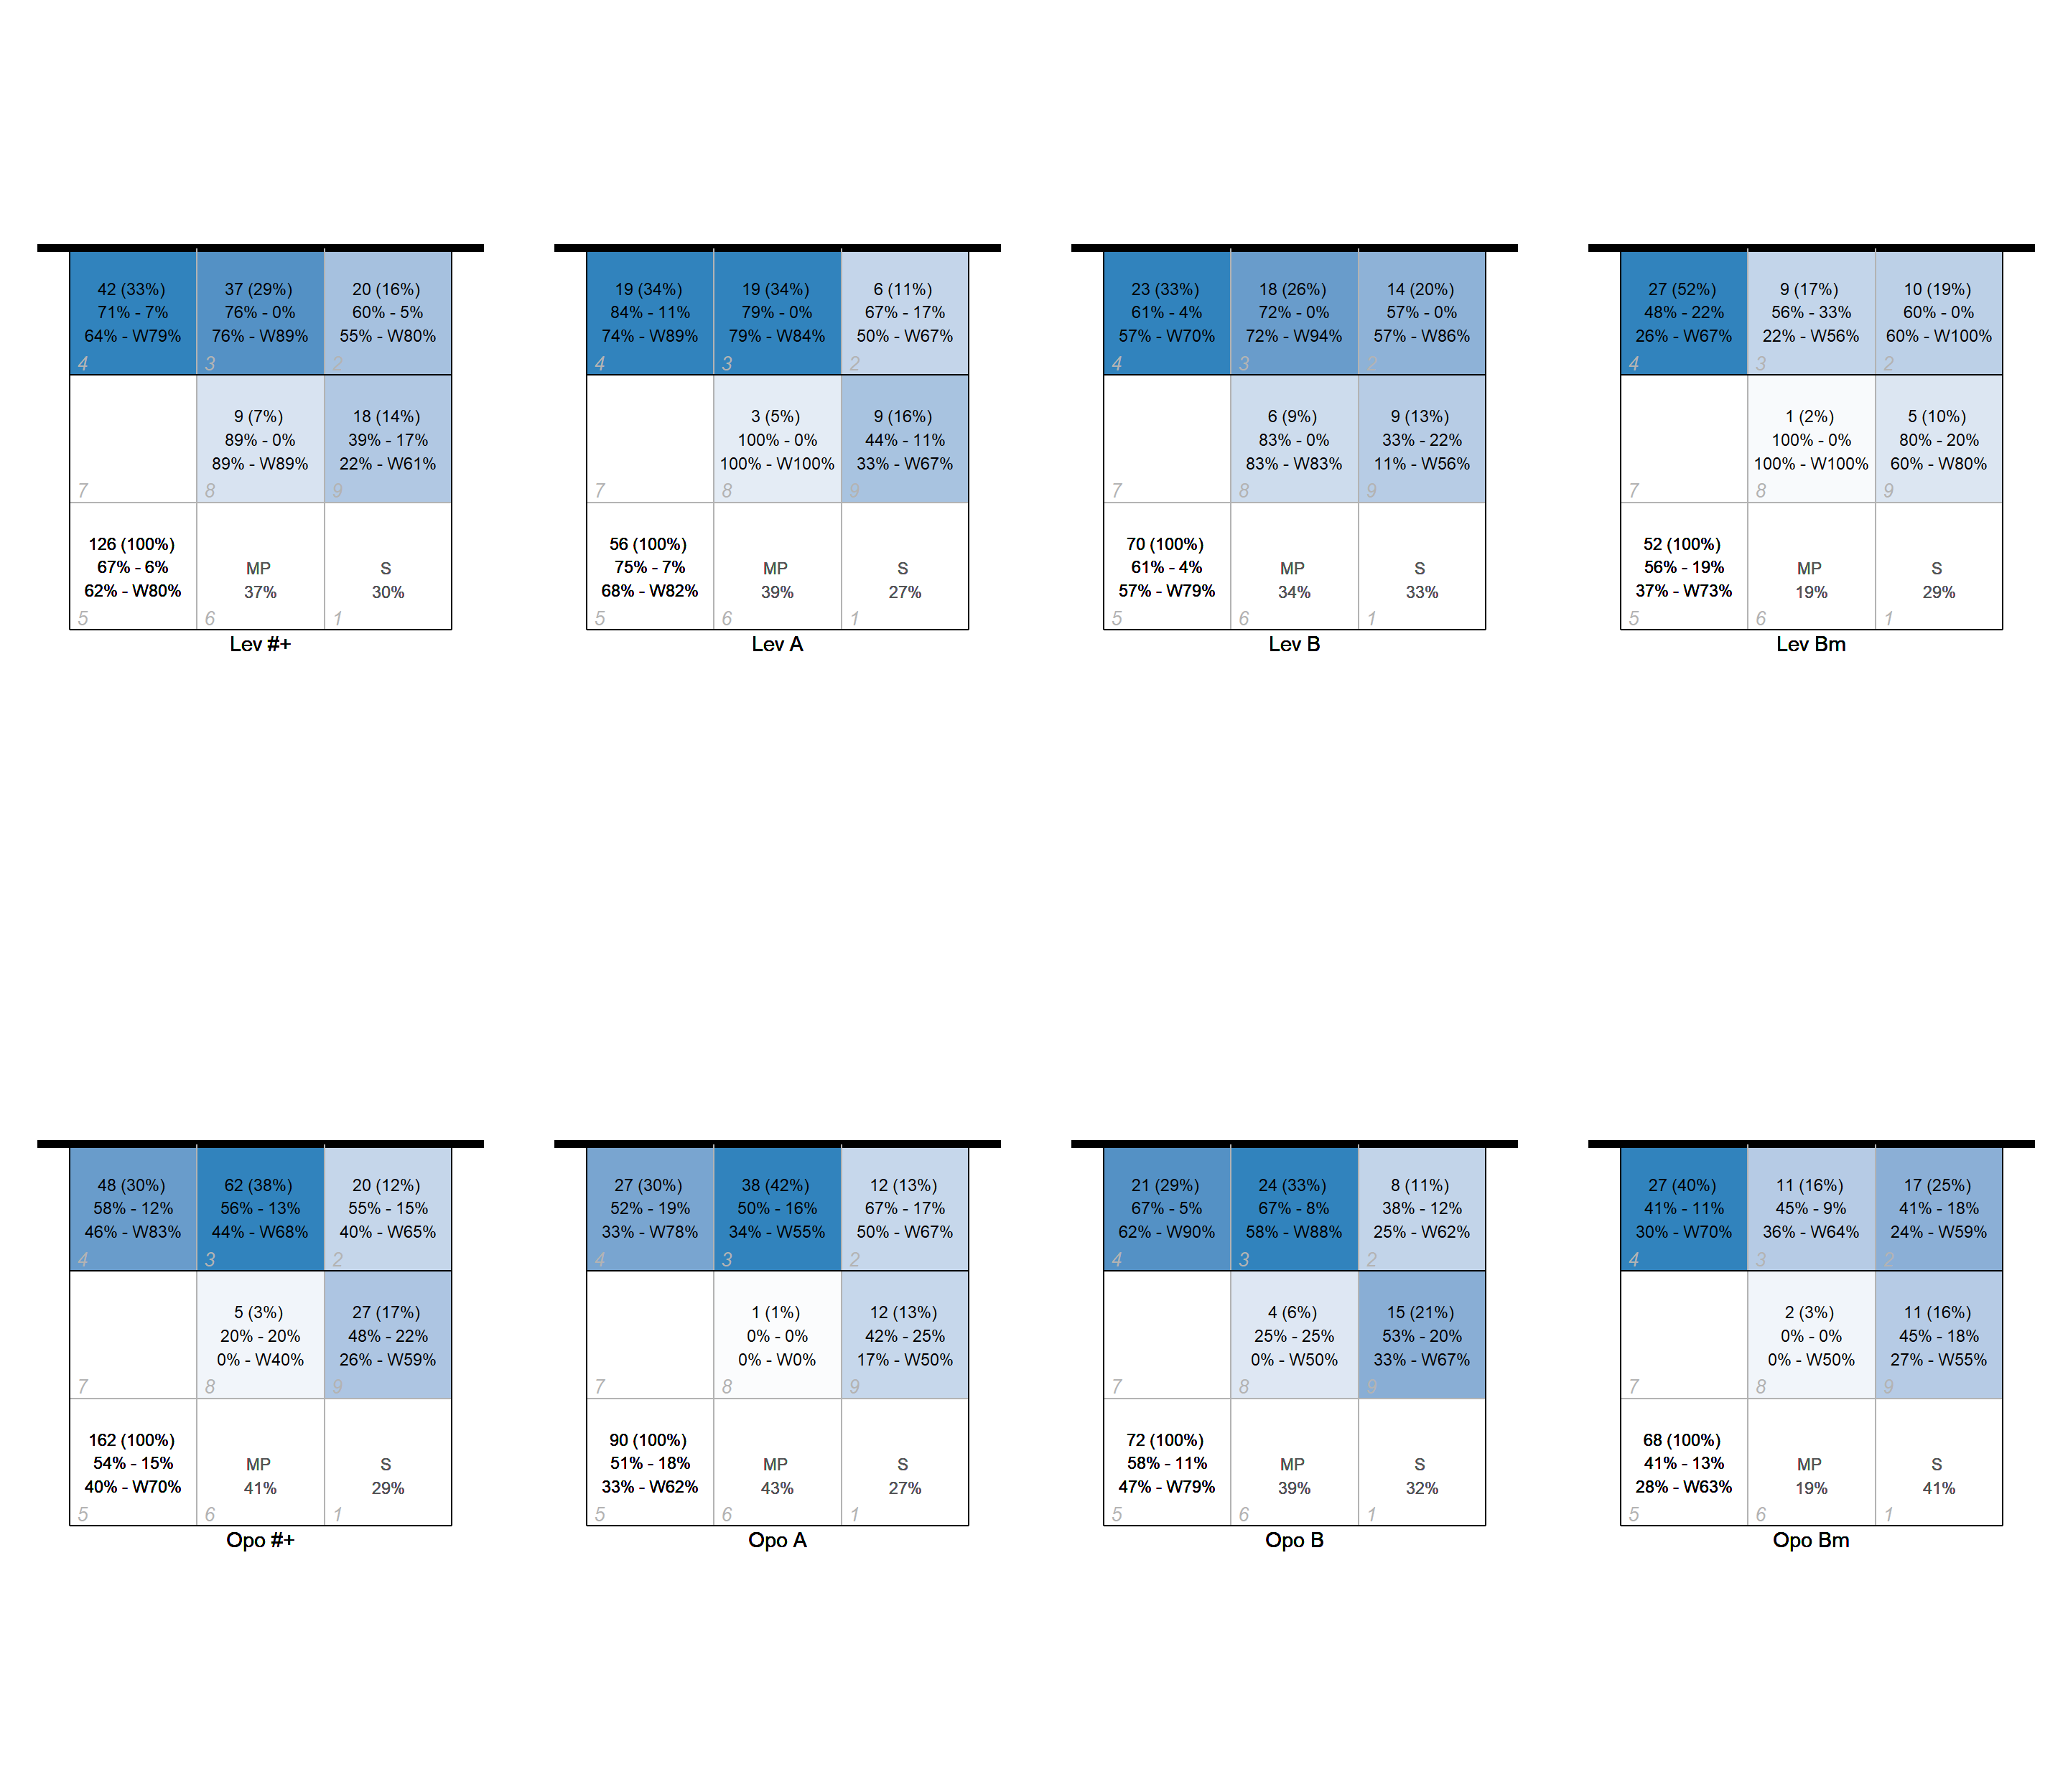 42 (33%)
71% - 7%
64% - W79%
4
37 (29%)
76% - 0%
76% - W89%
3
20 (16%)
60% - 5%
55% - W80%
2
7
9 (7%)
89% - 0%
89% - W89%
8
18 (14%)
39% - 17%
22% - W61%
9
126 (100%)
67% - 6%
62% - W80%
5
MP
37%
6
S
30%
1
Lev #+
19 (34%)
84% - 11%
74% - W89%
4
19 (34%)
79% - 0%
79% - W84%
3
6 (11%)
67% - 17%
50% - W67%
2
7
3 (5%)
100% - 0%
100% - W100%
8
9 (16%)
44% - 11%
33% - W67%
9
56 (100%)
75% - 7%
68% - W82%
5
MP
39%
6
S
27%
1
Lev A
23 (33%)
61% - 4%
57% - W70%
4
18 (26%)
72% - 0%
72% - W94%
3
14 (20%)
57% - 0%
57% - W86%
2
7
6 (9%)
83% - 0%
83% - W83%
8
9 (13%)
33% - 22%
11% - W56%
9
70 (100%)
61% - 4%
57% - W79%
5
MP
34%
6
S
33%
1
Lev B
27 (52%)
48% - 22%
26% - W67%
4
9 (17%)
56% - 33%
22% - W56%
3
10 (19%)
60% - 0%
60% - W100%
2
7
1 (2%)
100% - 0%
100% - W100%
8
5 (10%)
80% - 20%
60% - W80%
9
52 (100%)
56% - 19%
37% - W73%
5
MP
19%
6
S
29%
1
Lev Bm
48 (30%)
58% - 12%
46% - W83%
4
62 (38%)
56% - 13%
44% - W68%
3
20 (12%)
55% - 15%
40% - W65%
2
7
5 (3%)
20% - 20%
0% - W40%
8
27 (17%)
48% - 22%
26% - W59%
9
162 (100%)
54% - 15%
40% - W70%
5
MP
41%
6
S
29%
1
Opo #+
27 (30%)
52% - 19%
33% - W78%
4
38 (42%)
50% - 16%
34% - W55%
3
12 (13%)
67% - 17%
50% - W67%
2
7
1 (1%)
0% - 0%
0% - W0%
8
12 (13%)
42% - 25%
17% - W50%
9
90 (100%)
51% - 18%
33% - W62%
5
MP
43%
6
S
27%
1
Opo A
21 (29%)
67% - 5%
62% - W90%
4
24 (33%)
67% - 8%
58% - W88%
3
8 (11%)
38% - 12%
25% - W62%
2
7
4 (6%)
25% - 25%
0% - W50%
8
15 (21%)
53% - 20%
33% - W67%
9
72 (100%)
58% - 11%
47% - W79%
5
MP
39%
6
S
32%
1
Opo B
27 (40%)
41% - 11%
30% - W70%
4
11 (16%)
45% - 9%
36% - W64%
3
17 (25%)
41% - 18%
24% - W59%
2
7
2 (3%)
0% - 0%
0% - W50%
8
11 (16%)
45% - 18%
27% - W55%
9
68 (100%)
41% - 13%
28% - W63%
5
MP
19%
6
S
41%
1
Opo Bm